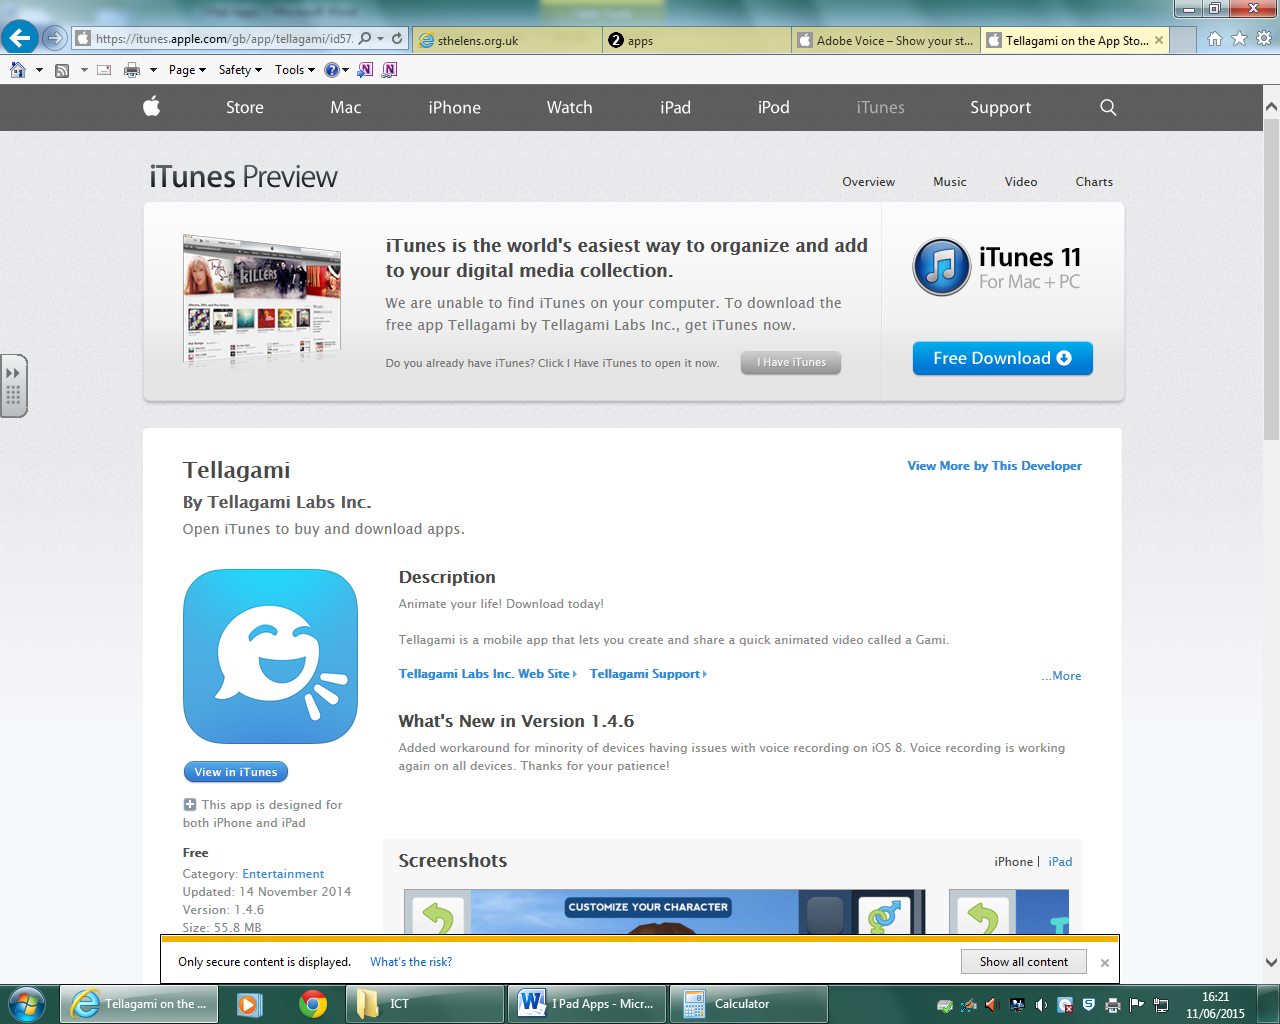 https://itunes.apple.com/gb/app/tellagami/id57
sthelens.org.uk
2 apps
Adobe Voice – Show your st...
Tellagami on the App Sto...
Page Safety Tools
Store Mac iPhone Watch iPad iPod iTunes Support
iTunes Preview
Overview Music Video Charts
iTunes is the world's easiest way to organize and add
to your digital media collection.
We are unable to find iTunes on your computer. To download the
free app Tellagami by Tellagami Labs Inc., get iTunes now.
Do you already have iTunes? Click I Have iTunes to open it now.
I Have iTunes
iTunes 11
For Mac + PC
Free Download
KILLERS
Tellagami
View More by This Developer
By Tellagami Labs Inc.
Open iTunes to buy and download apps.
Description
Animate your life! Download today!
Tellagami is a mobile app that lets you create and share a quick animated video called a Gami.
Tellagami Labs Inc. Web Site Tellagami Support
...More
What's New in Version 1.4.6
Added workaround for minority of devices having issues with voice recording on iOS 8. Voice recording is working
again on all devices. Thanks for your patience!
View in iTunes
This app is designed for
both iPhone and iPad
Free
Category: Entertainment
Updated: 14 November 2014
Version: 1.4.6
Size: 55.8 MB
Screenshots
iPhone | iPad
CUSTOMIZE YOUR CHARACTER
Only secure content is displayed. What's the risk?
Show all content
Tellagami on the ...
ICT
I Pad Apps - Micr...
Calculator
16:21
11/06/2015